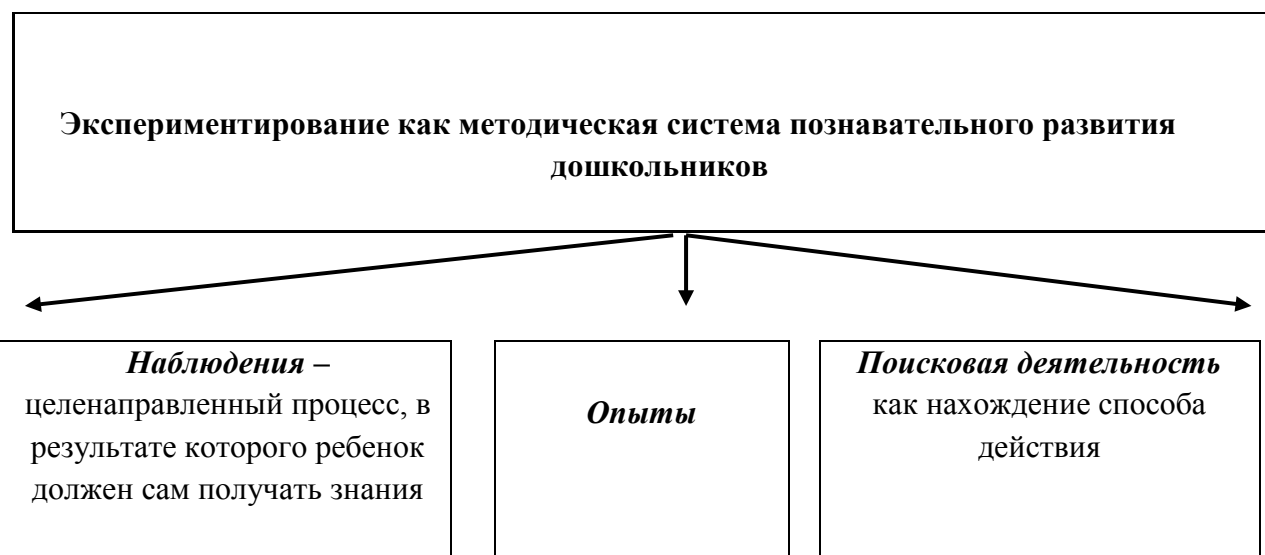 Экспериментирование как методическая система познавательного развития
дошкольников
Наблюдения –
целенаправленный процесс, в
результате которого ребенок
должен сам получать знания
Опыты
Поисковая деятельность
как нахождение способа
действия